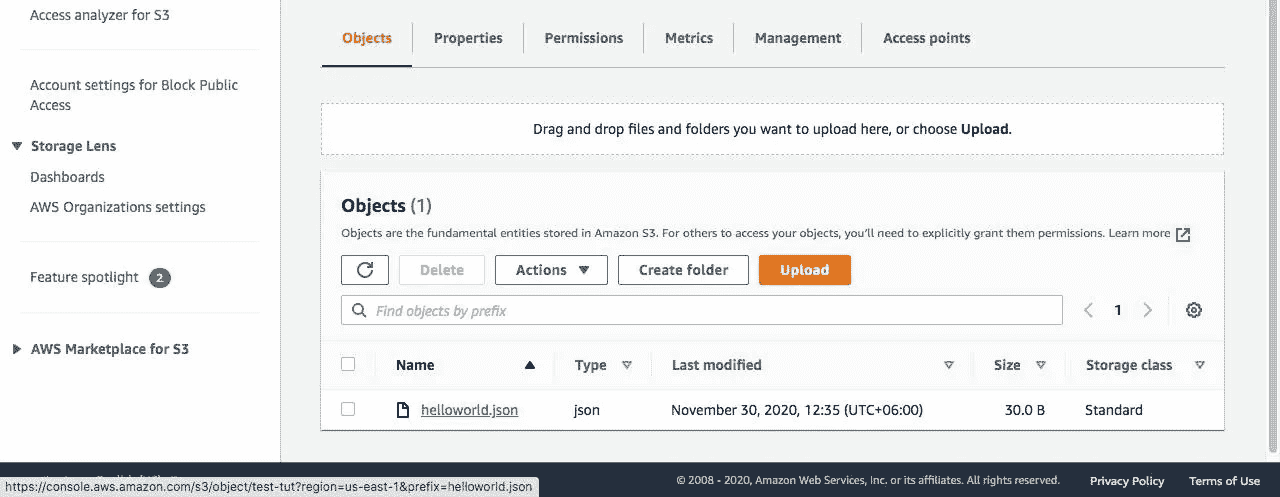 Access analyzer for S3
Account settings for Block Public
Access
Storage Lens
Dashboards
AWS Organizations settings
Feature spotlight 2
AWS Marketplace for S3
Objects Properties Permissions Metrics Management Access points
Drag and drop files and folders you want to upload here, or choose Upload.
Objects (1)
Objects are the fundamental entities stored in Amazon S3. For others to access your objects, you'll need to explicitly grant them permissions. Learn more
Delete Actions Create folder Upload
Find objects by prefix 1
Name Type Last modified Size Storage class
helloworld.json json November 30, 2020, 12:35 (UTC+06:00) 30.0 B Standard
© 2008 - 2020, Amazon Web Services, Inc. or its affiliates. All rights reserved. Privacy Policy Terms of Use
https://console.aws.amazon.com/s3/object/test-tut?region=us-east-1&prefix=helloworld.json